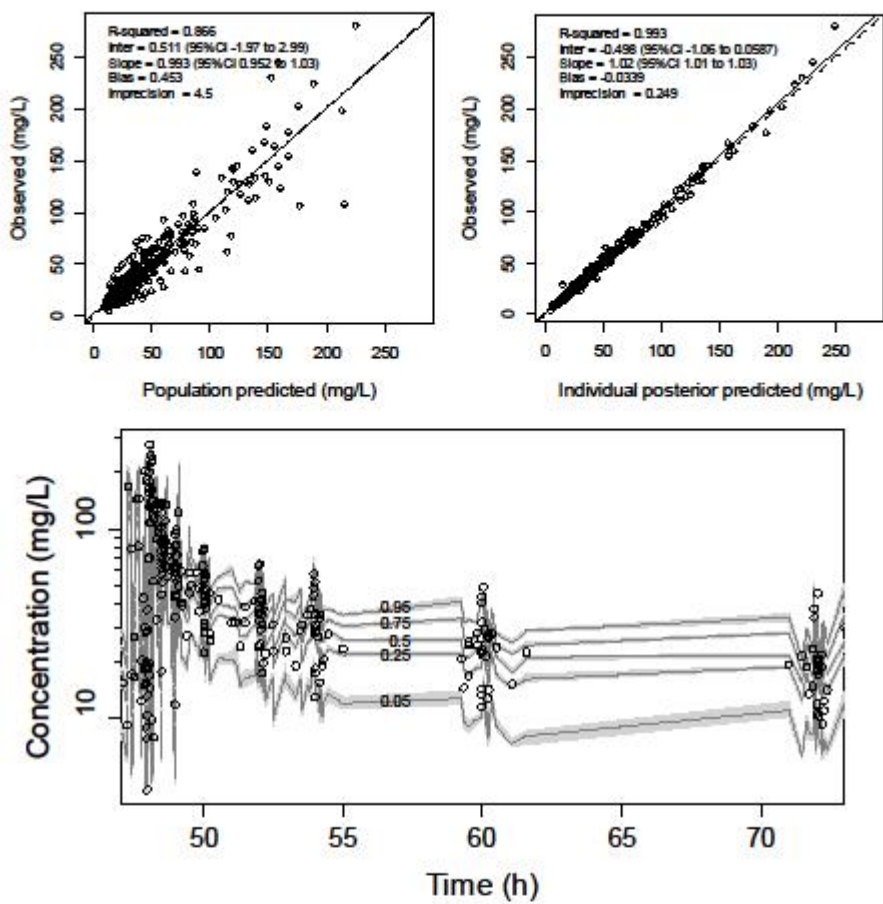 R-squared = 0.866
Inter = 0.511 (95%CI -1.97 to 2.99)
Slope = 0.993 (95%CI 0.952 to 1.03)
Bias = 0.453
Imprecision = 4.5
Observed (mg/L)
0 50 100 150 200 250
0 50 100 150 200 250
Population predicted (mg/L)
R-squared = 0.993
Inter = -0.498 (95%CI -1.06 to 0.0587)
Slope = 1.02 (95%CI 1.01 to 1.03)
Bias = -0.0339
Imprecision = 0.249
Observed (mg/L)
0 50 100 150 200 250
0 50 100 150 200 250
Individual posterior predicted (mg/L)
Concentration (mg/L)
10 100
0.95
0.75
0.5
0.25
0.05
50 55 60 65 70
Time (h)